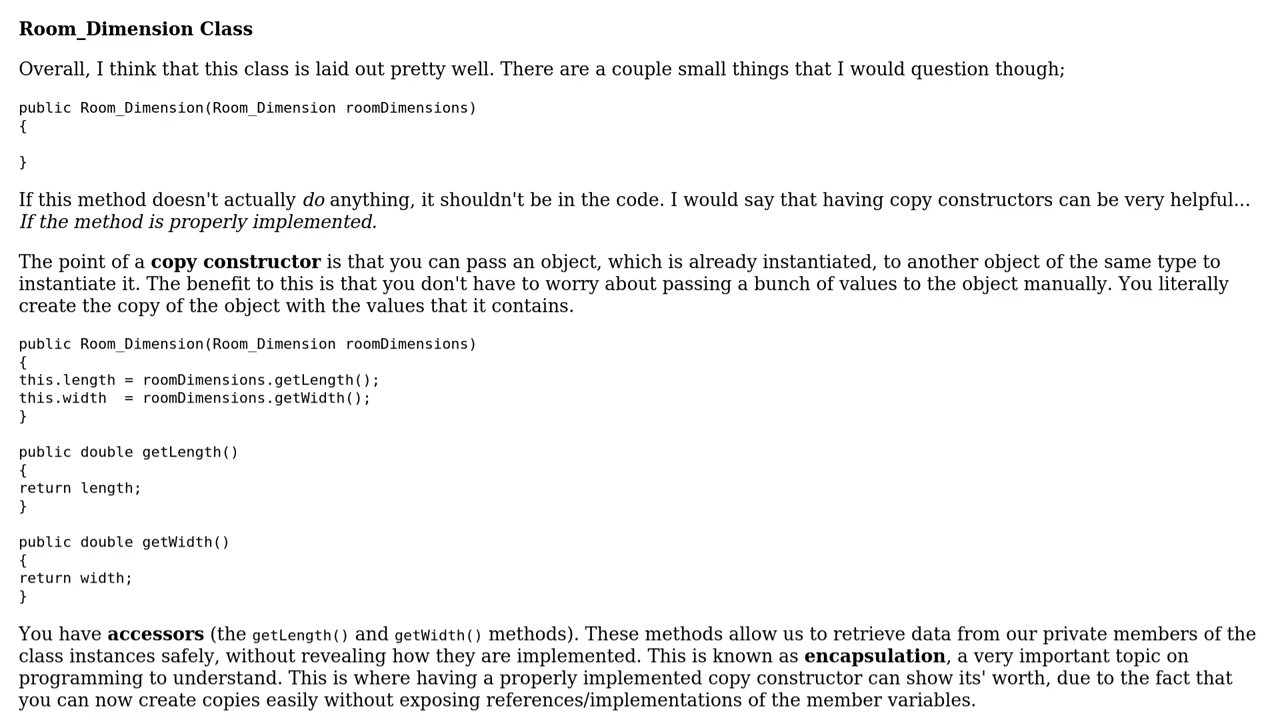 Room_Dimension Class
Overall, I think that this class is laid out pretty well. There are a couple small things that I would question though;
public Room_Dimension(Room_Dimension roomDimensions)
{
}
If this method doesn't actually do anything, it shouldn't be in the code. I would say that having copy constructors can be very helpful...
If the method is properly implemented.
The point of a copy constructor is that you can pass an object, which is already instantiated, to another object of the same type to
instantiate it. The benefit to this is that you don't have to worry about passing a bunch of values to the object manually. You literally
create the copy of the object with the values that it contains.
public Room_Dimension(Room_Dimension roomDimensions)
{
this.length = roomDimensions.getLength();
this.width  = roomDimensions.getWidth();
}
public double getLength()
{
return length;
}
public double getWidth()
{
return width;
}
You have accessors (the getLength() and getWidth() methods). These methods allow us to retrieve data from our private members of the
class instances safely, without revealing how they are implemented. This is known as encapsulation, a very important topic on
programming to understand. This is where having a properly implemented copy constructor can show its' worth, due to the fact that
you can now create copies easily without exposing references/implementations of the member variables.